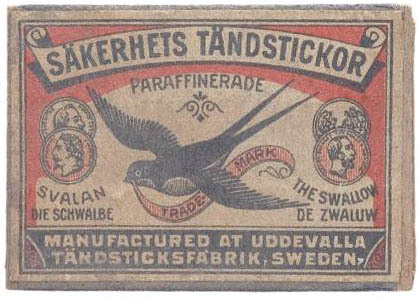 SÄKERHETS TÄNDSTICKOR
PARAFFINERADE
TRADE- MARK
SVALAN
DIE SCHWALBE
THE SWALLOW
DE ZWALUW
MANUFACTURED AT UDDEVALLA
TÄNDSTICKSFABRIK, SWEDEN.